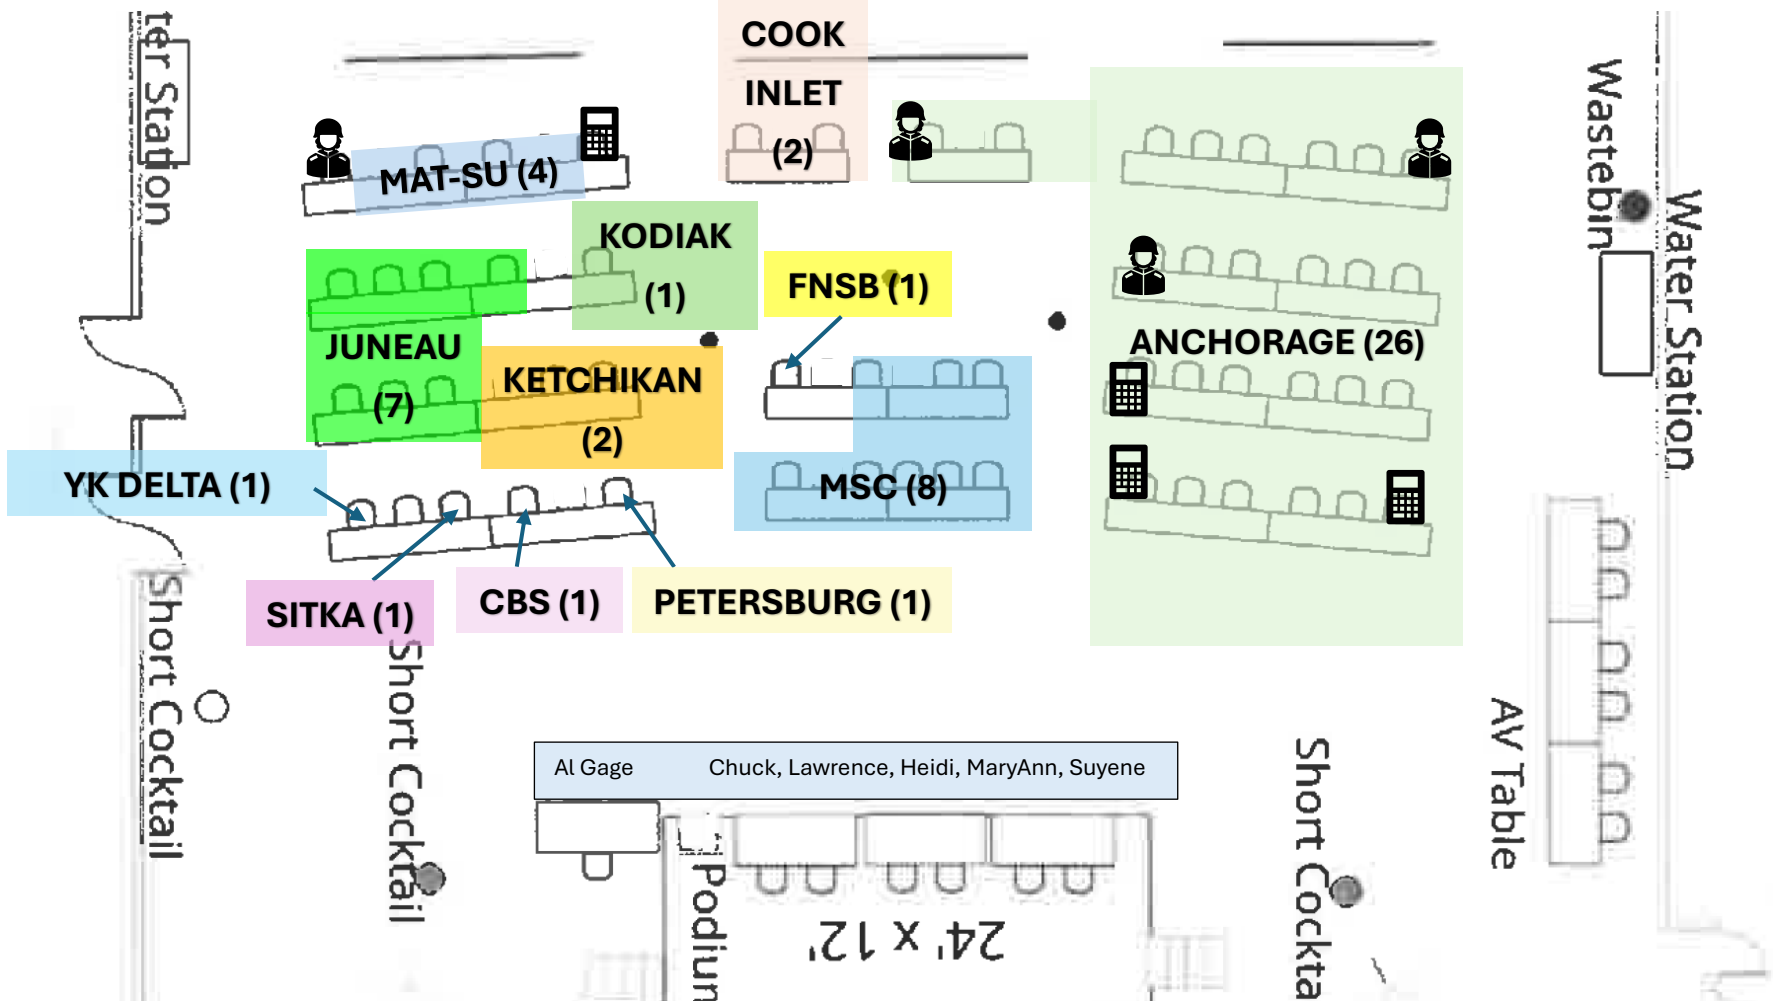 COOK
INLET
(2)
MAT-SU (4)
KODIAK
(1)
FNSB (1)
JUNEAU
(7)
KETCHIKAN
(2)
ANCHORAGE (26)
YK DELTA (1)
MSC (8)
SITKA (1)
CBS (1)
PETERSBURG (1)
Al Gage Chuck, Lawrence, Heidi, MaryAnn, Suyene
ter Station
Wastebin
Water Station
Short Cocktail
Short Cocktail
Podium
24' x 12'
Short Cockta
AV Table